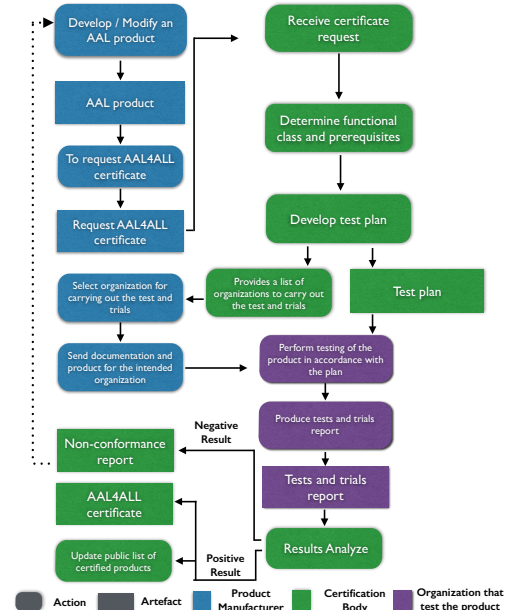 Develop / Modify an
AAL product
AAL product
To request AAL4ALL
certificate
Request AAL4ALL
certificate
Receive certificate
request
Determine functional
class and prerequisites
Develop test plan
Provides a list of
organizations to carry out
the test and trials
Test plan
Select organization for
carrying out the test and
trials
Send documentation and
product for the intended
organization
Perform testing of the
product in accordance with
the plan
Produce tests and trials
report
Tests and trials
report
Results Analyze
Negative
Result
Non-conformance
report
AAL4ALL
certificate
Update public list of
certified products
Positive
Result
Action
Artefact
Product
Manufacturer
Certification
Body
Organization that
test the product